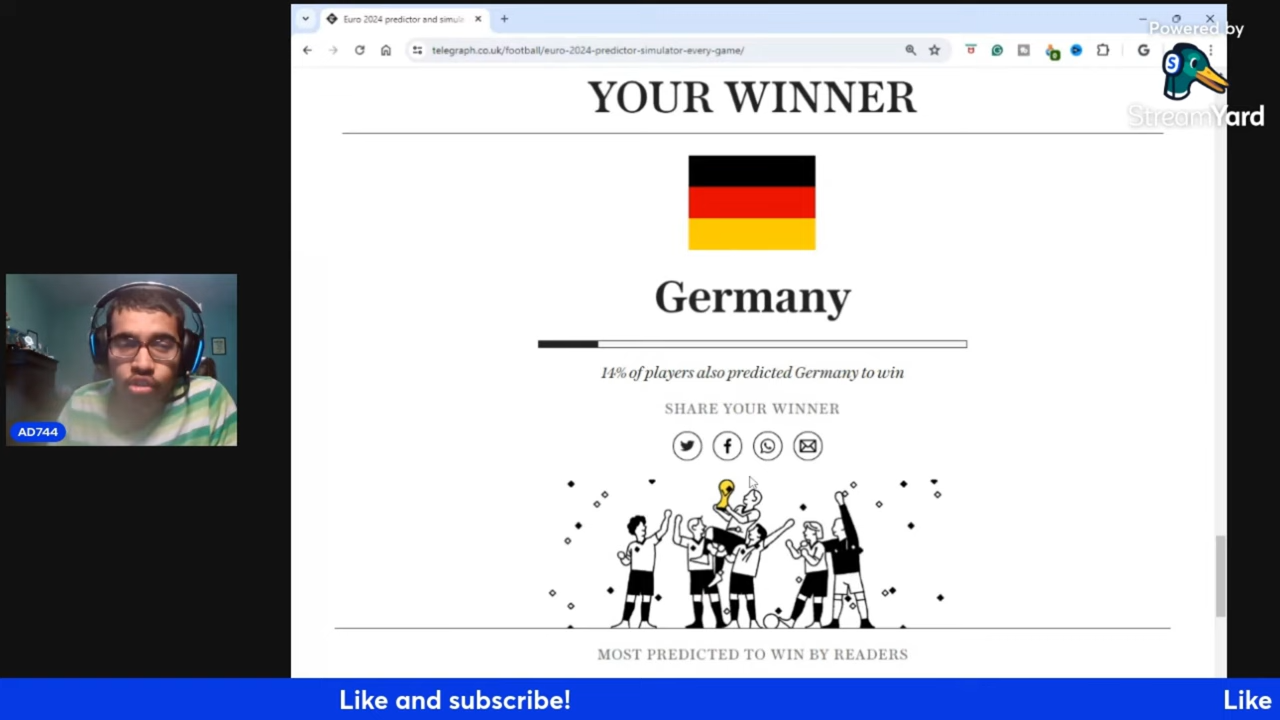 Euro 2024 predictor and simula
telegraph.co.uk/football/euro-2024-predictor-simulator-every-game/
Powered by
StreamYard
YOUR WINNER
Germany
14% of players also predicted Germany to win
SHARE YOUR WINNER
AD744
MOST PREDICTED TO WIN BY READERS
Like and subscribe!
Like